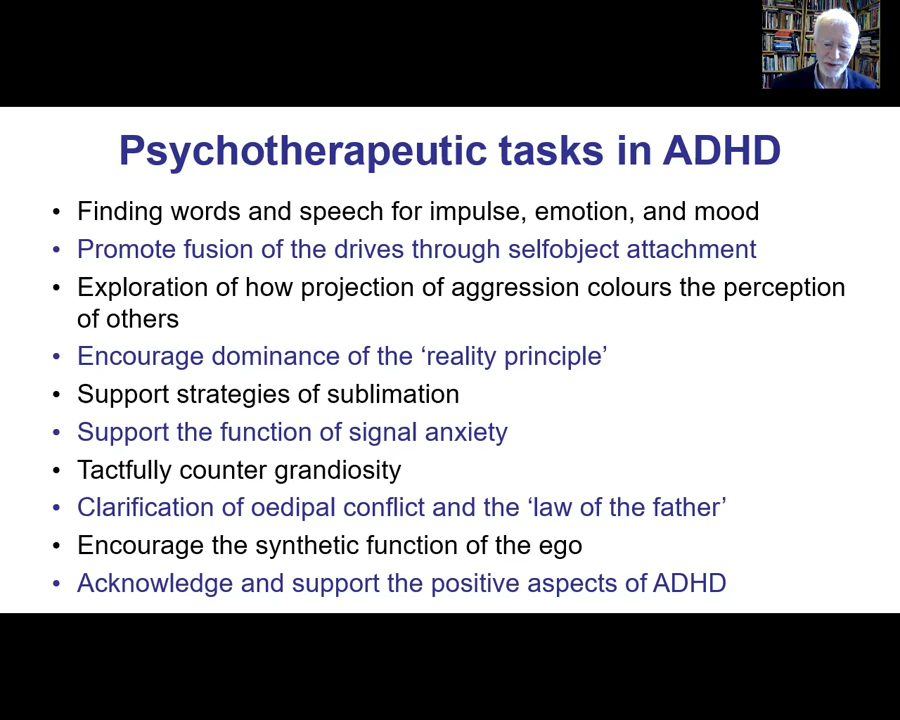 Psychotherapeutic tasks in ADHD
• Finding words and speech for impulse, emotion, and mood
• Promote fusion of the drives through selfobject attachment
• Exploration of how projection of aggression colours the perception
of others
• Encourage dominance of the ‘reality principle’
• Support strategies of sublimation
• Support the function of signal anxiety
• Tactfully counter grandiosity
• Clarification of oedipal conflict and the ‘law of the father’
• Encourage the synthetic function of the ego
• Acknowledge and support the positive aspects of ADHD